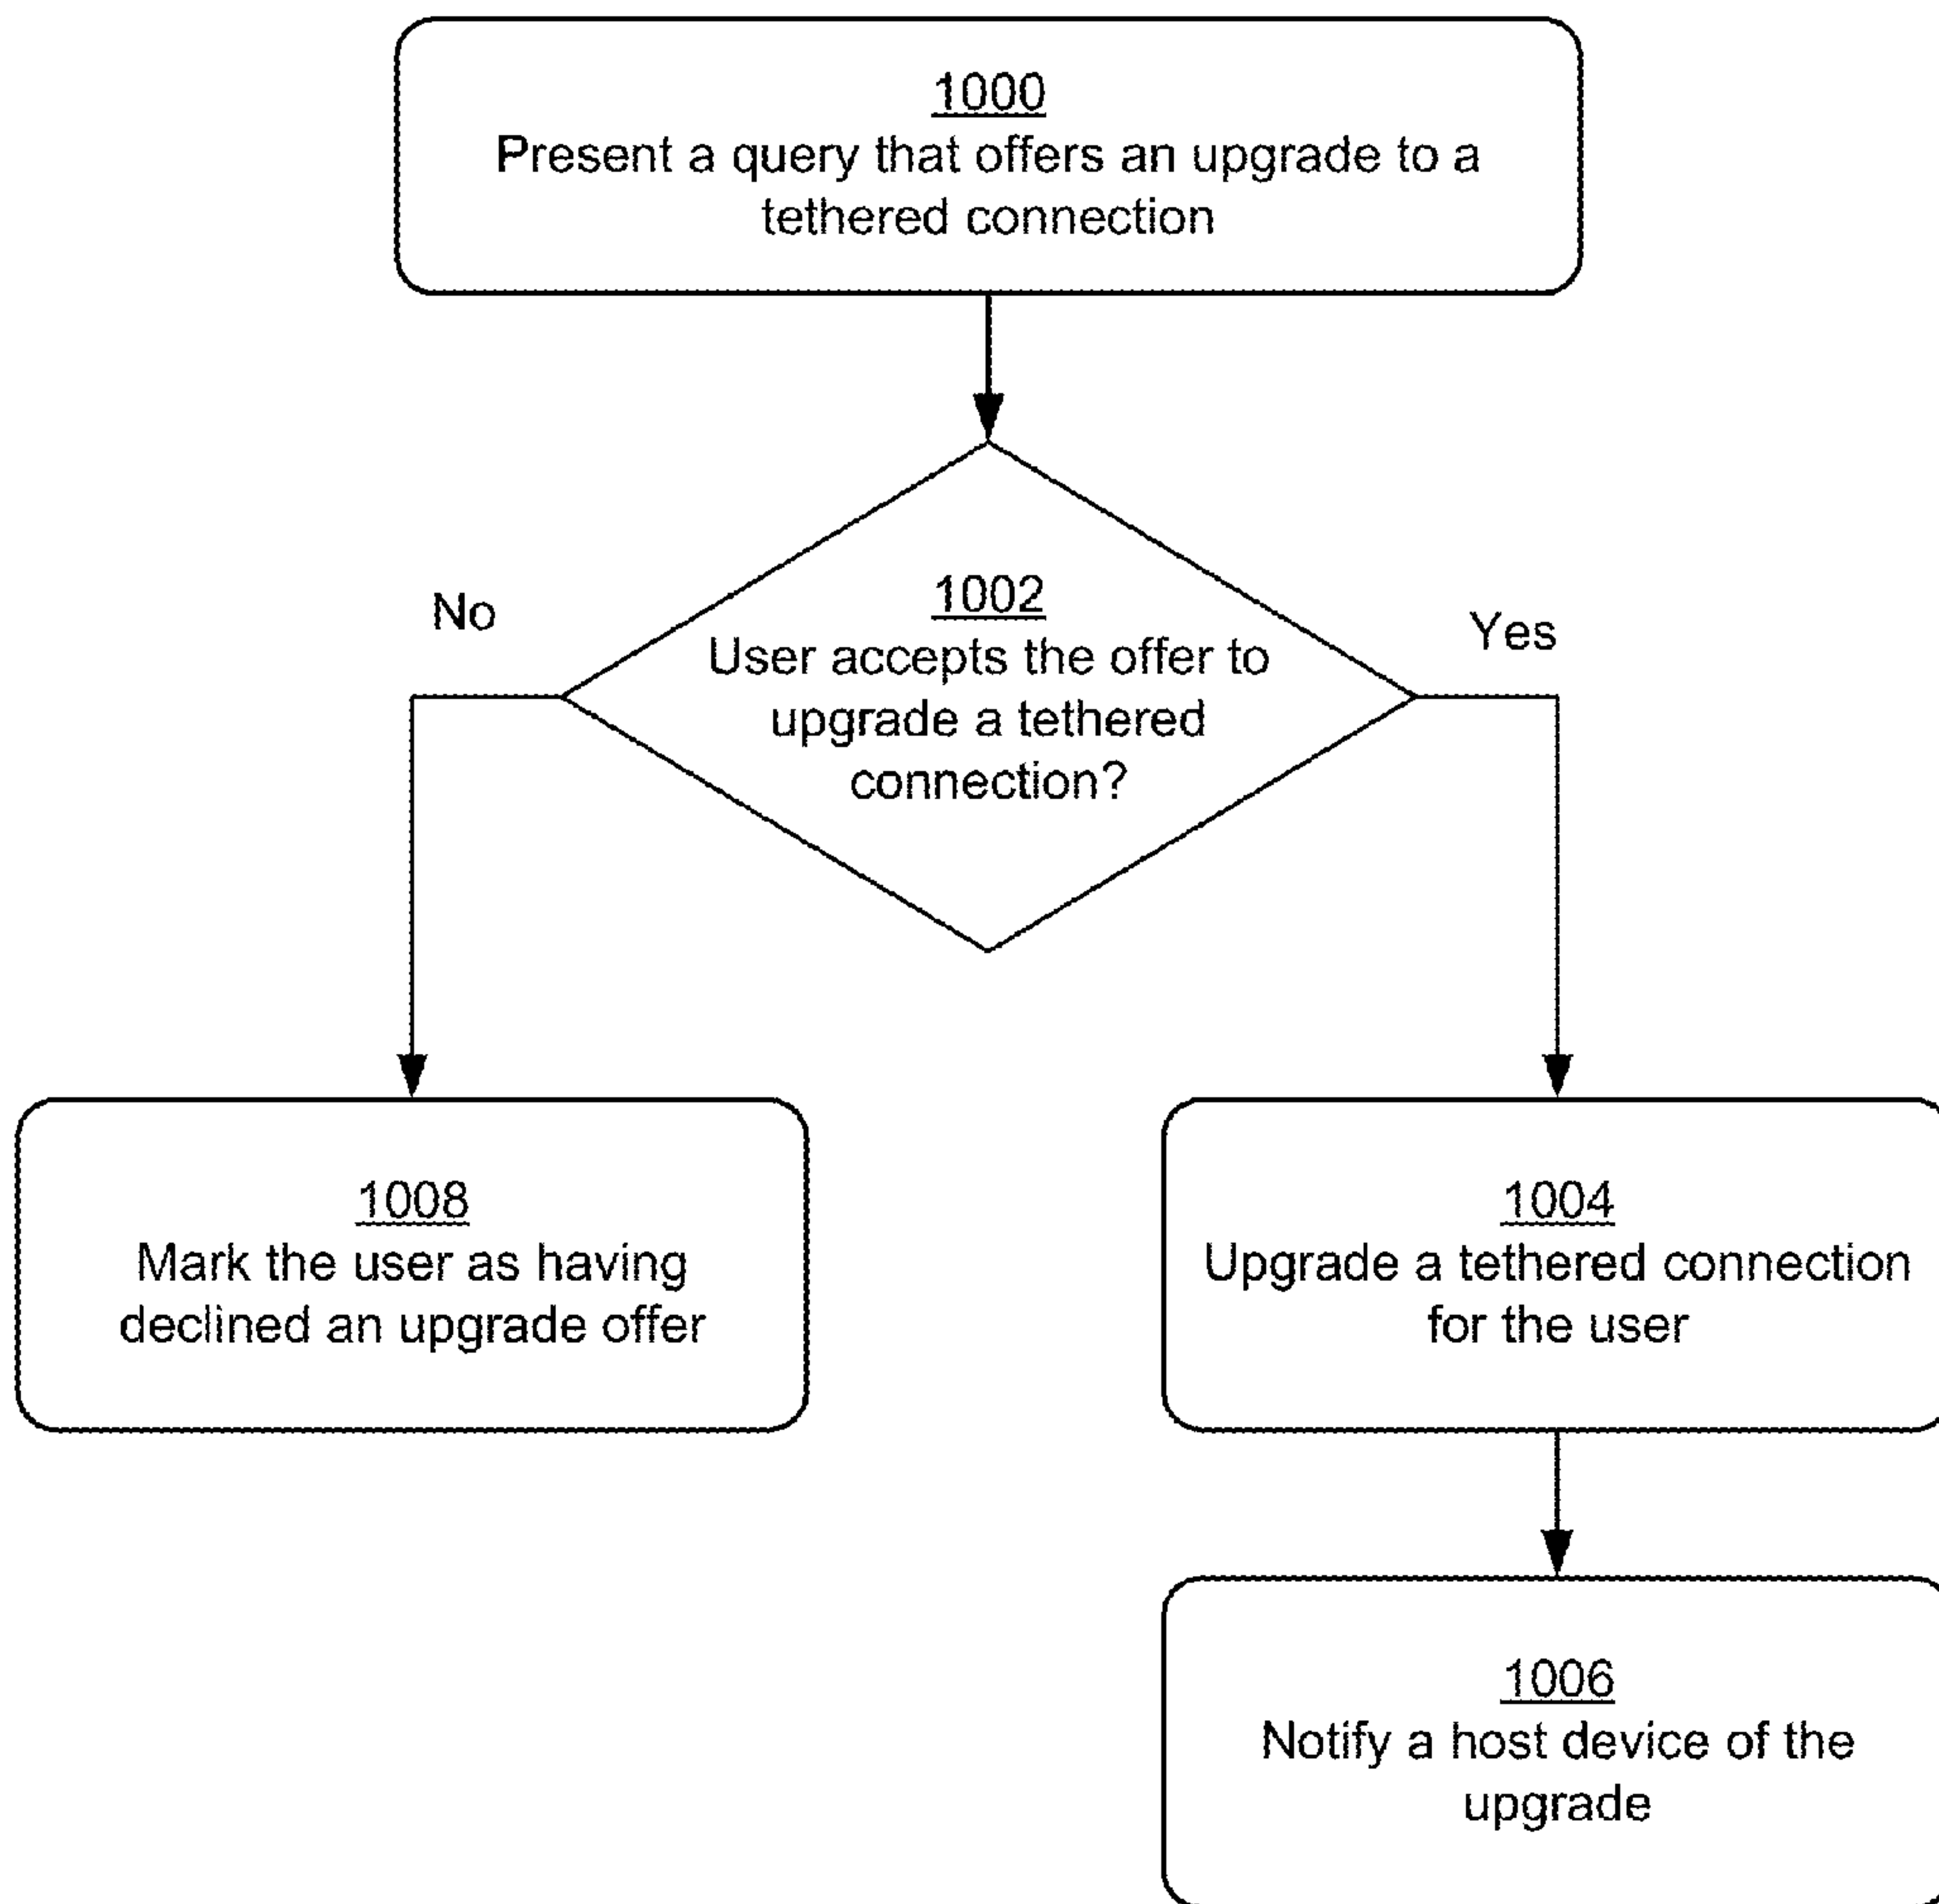 1000
Present a query that offers an upgrade to a
tethered connection
1002
User accepts the offer to
upgrade a tethered
connection?
No
Yes
1008
Mark the user as having
declined an upgrade offer
1004
Upgrade a tethered connection
for the user
1006
Notify a host device of the
upgrade